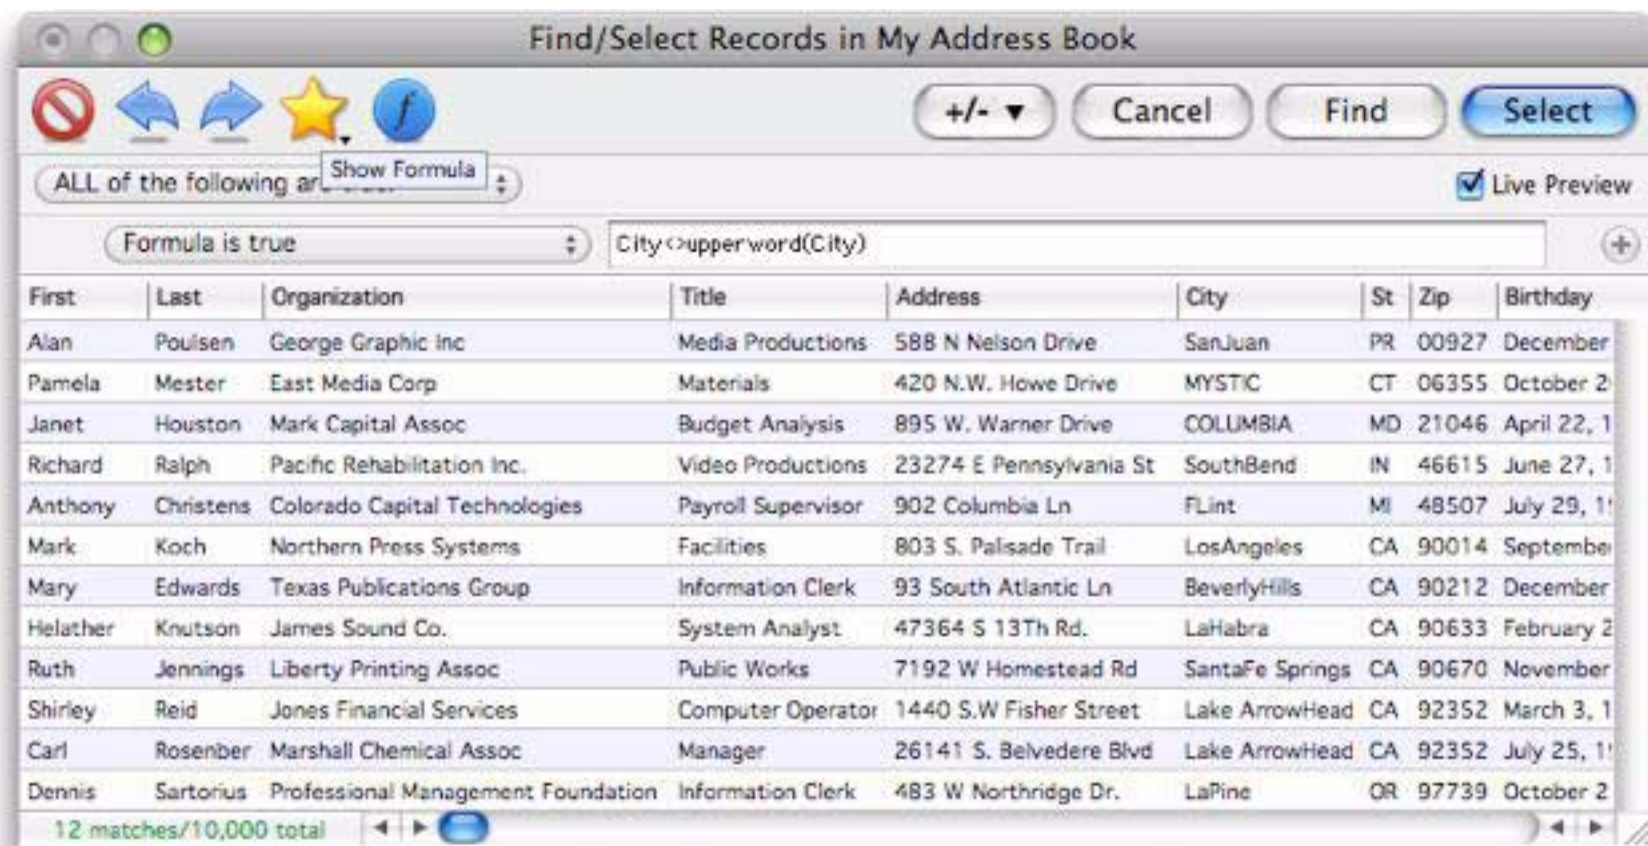 Find/Select Records in My Address Book
+/- ▼ Cancel Find Select
Show Formula
ALL of the following are Live Preview
Formula is true City<>upperword(City)
First Last Organization Title Address City St Zip Birthday
Alan Poulsen George Graphic Inc Media Productions 588 N Nelson Drive SanJuan PR 00927 December
Pamela Mester East Media Corp Materials 420 N.W. Howe Drive MYSTIC CT 06355 October 2
Janet Houston Mark Capital Assoc Budget Analysis 895 W. Warner Drive COLUMBIA MD 21046 April 22, 1
Richard Ralph Pacific Rehabilitation Inc. Video Productions 23274 E Pennsylvania St SouthBend IN 46615 June 27, 1
Anthony Christens Colorado Capital Technologies Payroll Supervisor 902 Columbia Ln FLint MI 48507 July 29, 1
Mark Koch Northern Press Systems Facilities 803 S. Palisade Trail LosAngeles CA 90014 September
Mary Edwards Texas Publications Group Information Clerk 93 South Atlantic Ln BeverlyHills CA 90212 December
Helather Knutson James Sound Co. System Analyst 47364 S 13Th Rd. LaHabra CA 90633 February 2
Ruth Jennings Liberty Printing Assoc Public Works 7192 W Homestead Rd SantaFe Springs CA 90670 November
Shirley Reid Jones Financial Services Computer Operator 1440 S.W Fisher Street Lake ArrowHead CA 92352 March 3, 1
Carl Rosenber Marshall Chemical Assoc Manager 26141 S. Belvedere Blvd Lake ArrowHead CA 92352 July 25, 1
Dennis Sartorius Professional Management Foundation Information Clerk 483 W Northridge Dr. LaPine OR 97739 October 2
12 matches/10,000 total